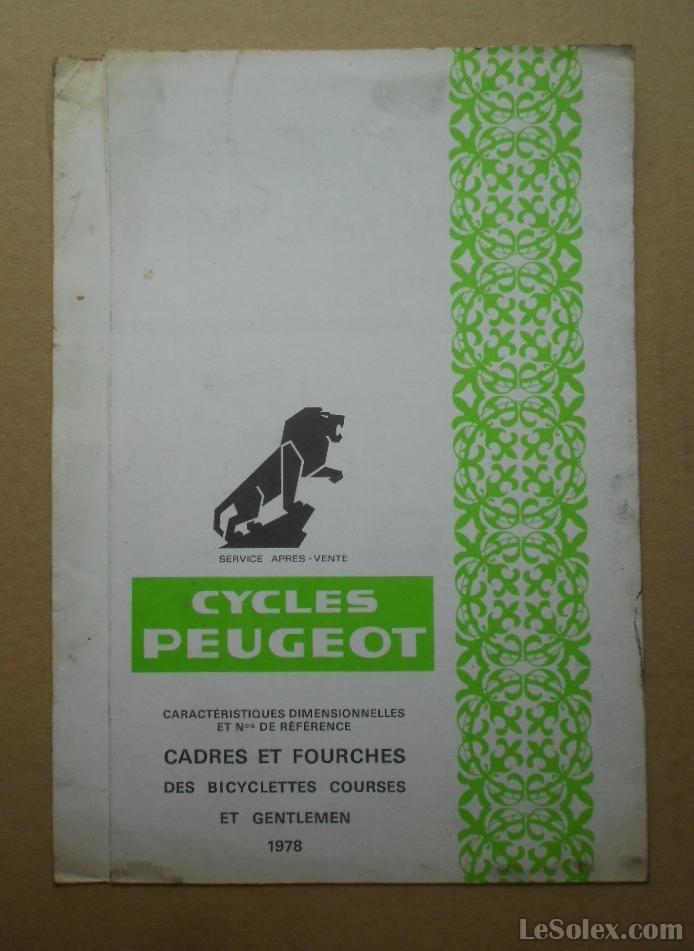 SERVICE APRES-VENTE
CYCLES
PEUGEOT
CARACTÉRISTIQUES DIMENSIONNELLES
ET Nos DE RÉFÉRENCE
CADRES ET FOURCHES
DES BICYCLETTES COURSES
ET GENTLEMEN
1978
LeSolex.com